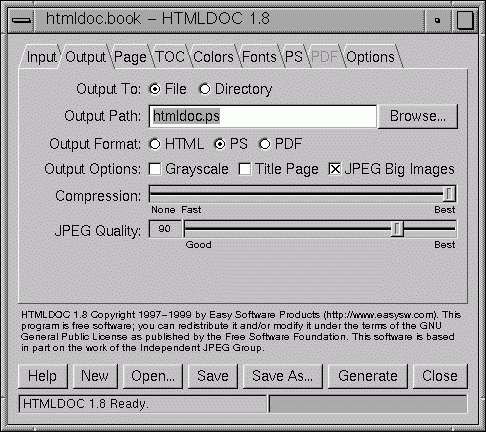 htmldoc.book – HTMLDOC 1.8
Input Output Page TOC Colors Fonts PS PDF Options
Output To: File Directory
Output Path: htmldoc.ps Browse...
Output Format: HTML PS PDF
Output Options: Grayscale Title Page JPEG Big Images
Compression:
None Fast Best
JPEG Quality: 90
Good Best
HTMLDOC 1.8 Copyright 1997–1999 by Easy Software Products (http://www.easysw.com). This
program is free software; you can redistribute it and/or modify it under the terms of the GNU
General Public License as published by the Free Software Foundation. This software is based
in part on the work of the Independent JPEG Group.
Help New Open... Save Save As... Generate Close
HTMLDOC 1.8 Ready.